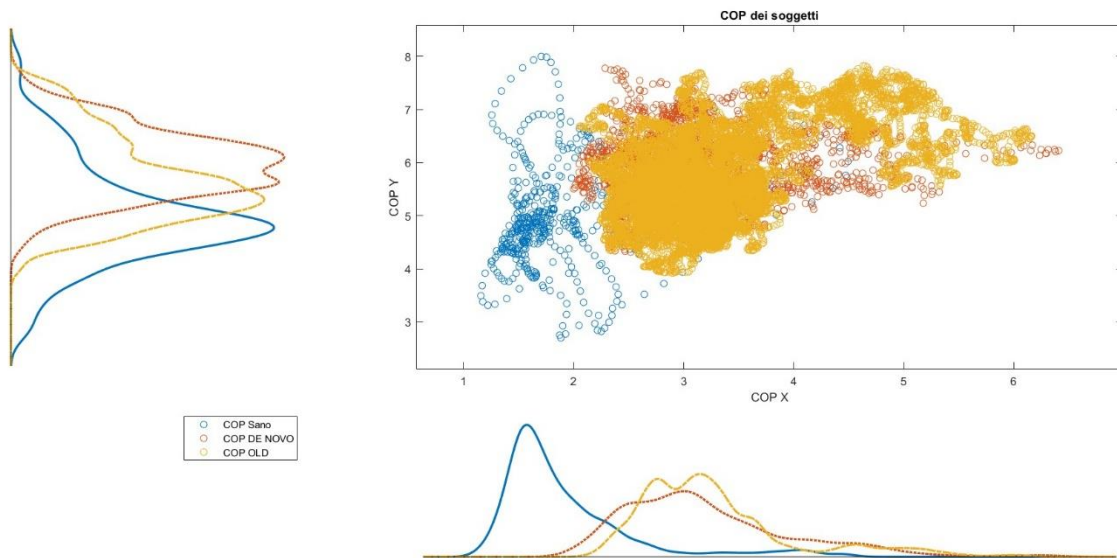 COP dei soggetti
8
7
6
5
4
3
COP Y
1 2 3 4 5 6
COP X
COP Sano
COP DE NOVO
COP OLD